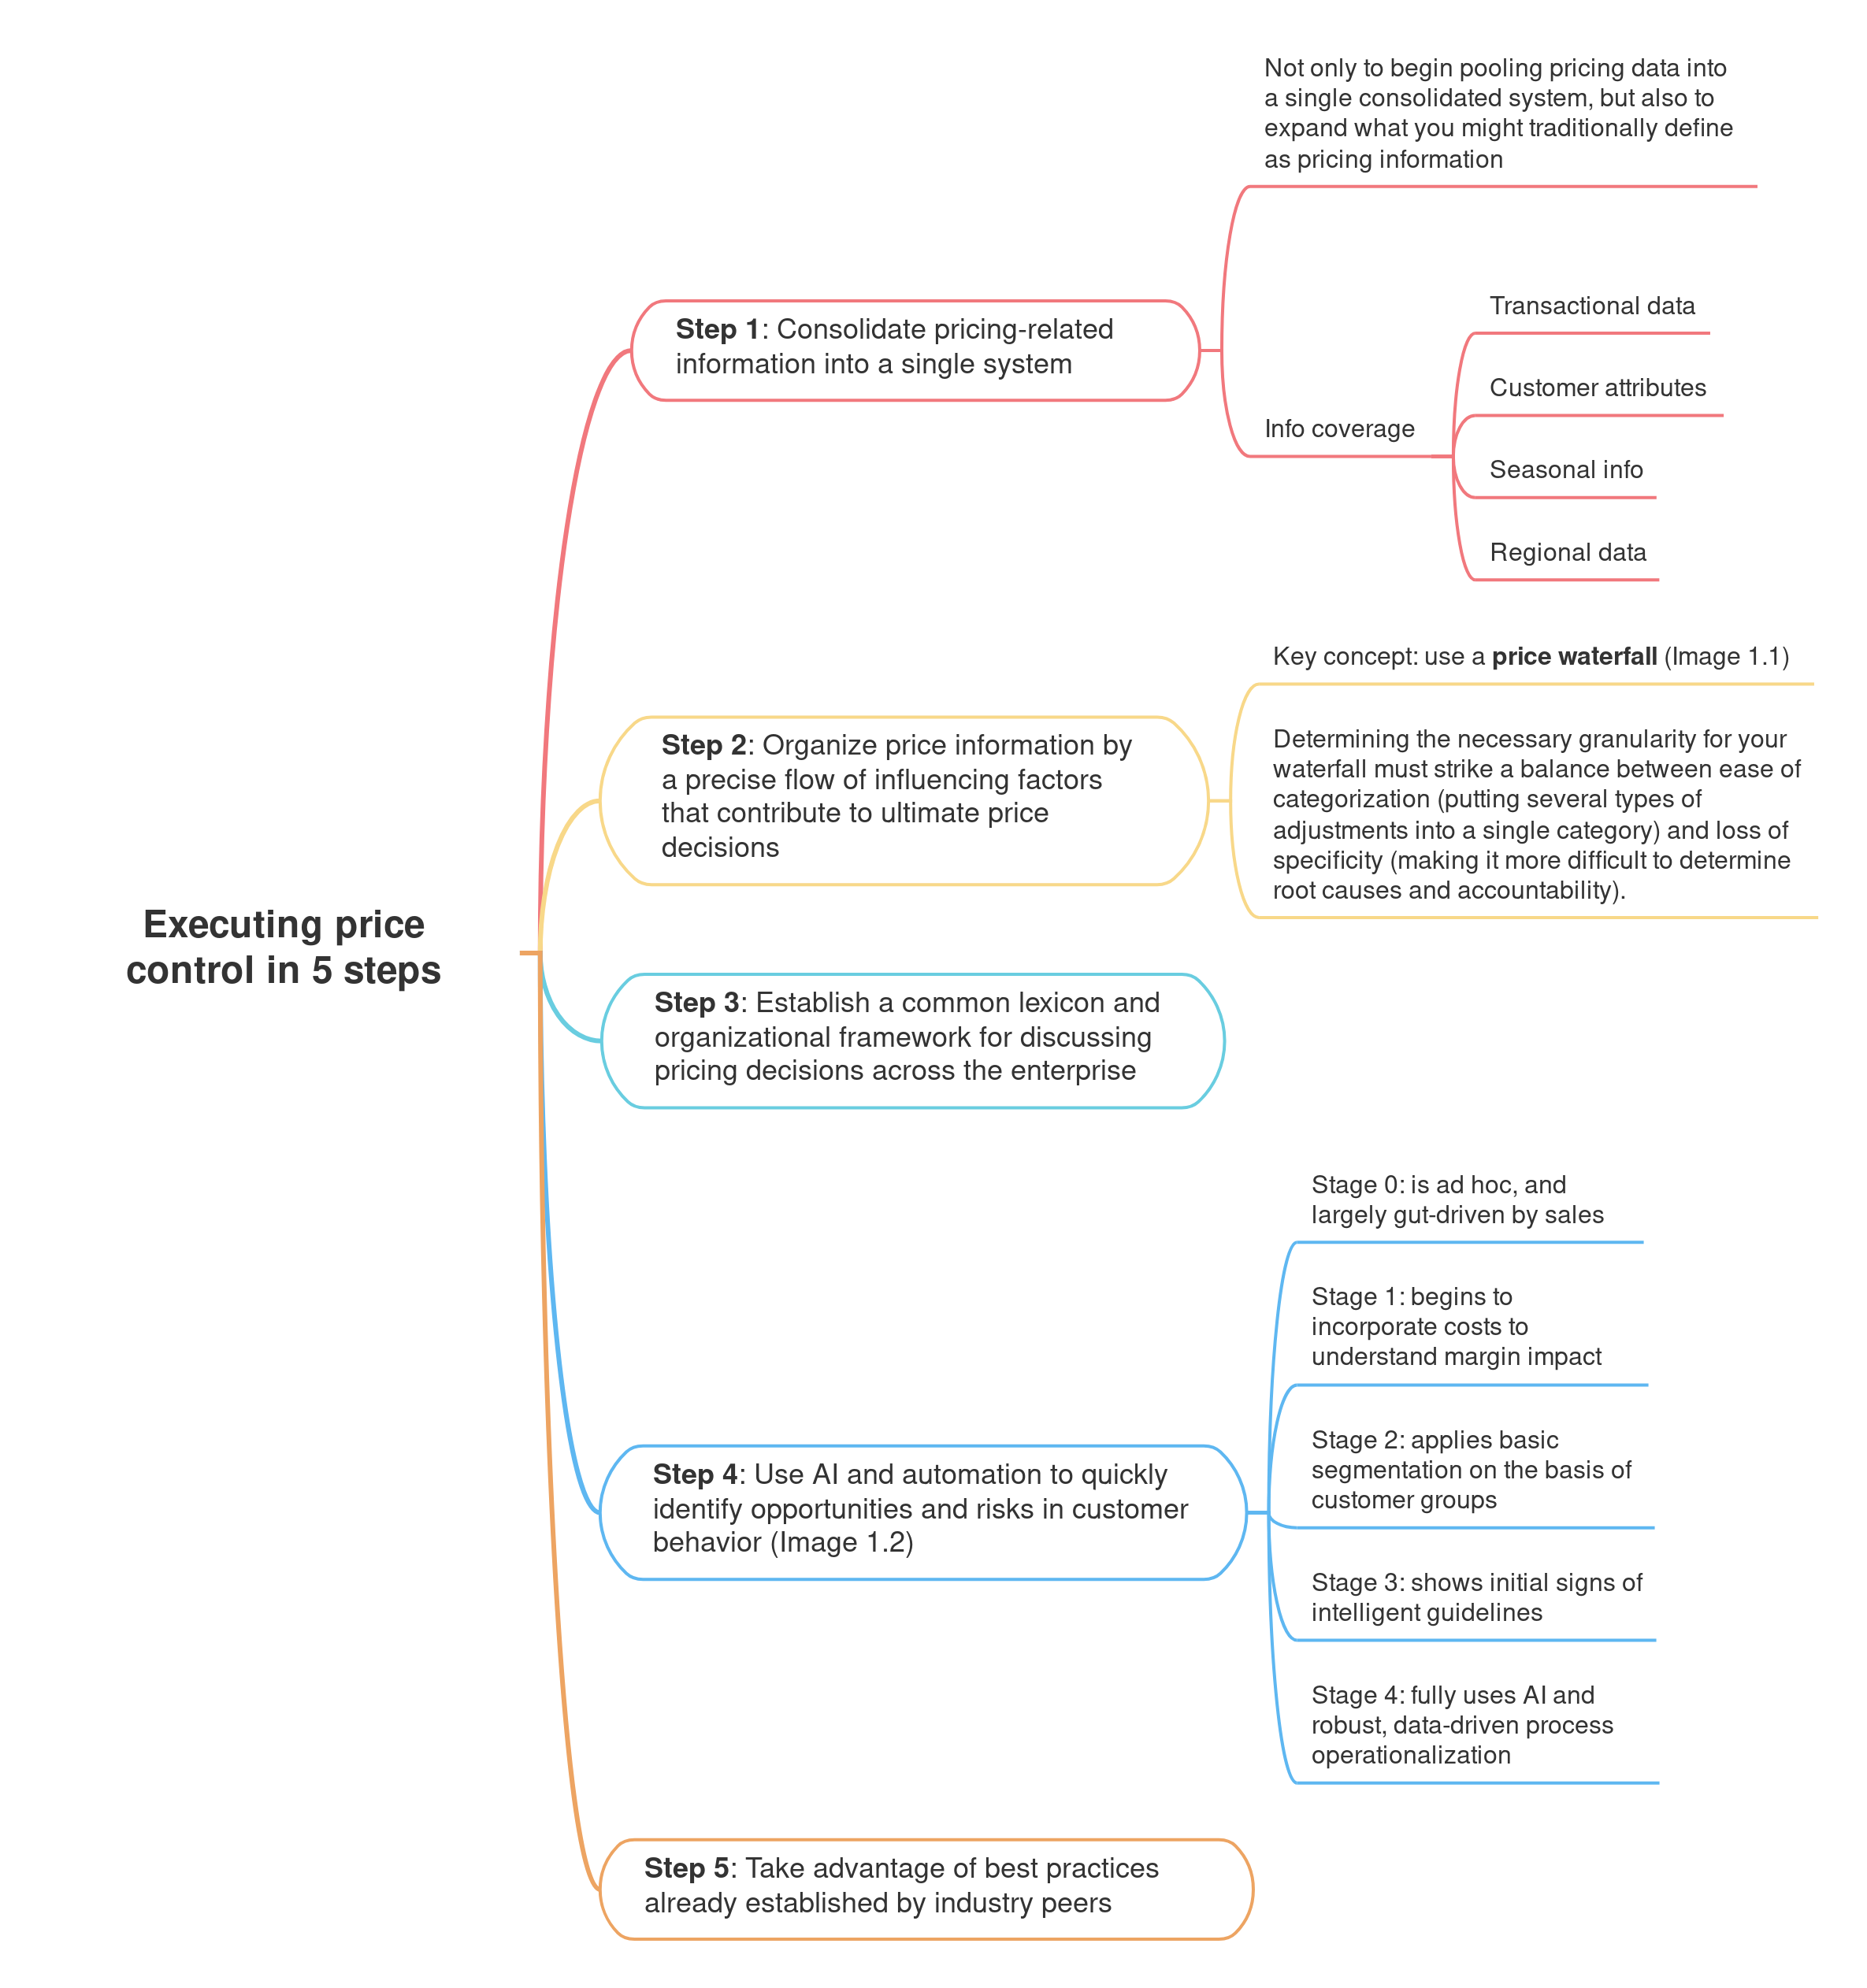 Executing price
control in 5 steps
Step 1: Consolidate pricing-related
information into a single system
Not only to begin pooling pricing data into
a single consolidated system, but also to
expand what you might traditionally define
as pricing information
Info coverage
Transactional data
Customer attributes
Seasonal info
Regional data
Step 2: Organize price information by
a precise flow of influencing factors
that contribute to ultimate price
decisions
Key concept: use a price waterfall (Image 1.1)
Determining the necessary granularity for your
waterfall must strike a balance between ease of
categorization (putting several types of
adjustments into a single category) and loss of
specificity (making it more difficult to determine
root causes and accountability).
Step 3: Establish a common lexicon and
organizational framework for discussing
pricing decisions across the enterprise
Step 4: Use AI and automation to quickly
identify opportunities and risks in customer
behavior (Image 1.2)
Stage 0: is ad hoc, and
largely gut-driven by sales
Stage 1: begins to
incorporate costs to
understand margin impact
Stage 2: applies basic
segmentation on the basis of
customer groups
Stage 3: shows initial signs of
intelligent guidelines
Stage 4: fully uses AI and
robust, data-driven process
operationalization
Step 5: Take advantage of best practices
already established by industry peers